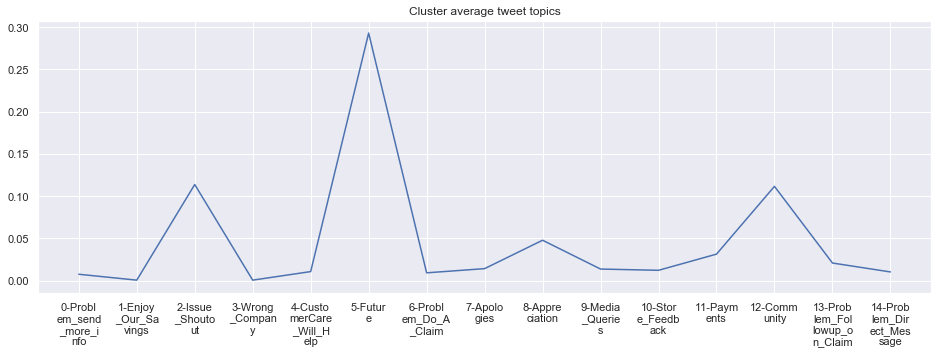 Cluster average tweet topics
0.30
0.25
0.20
0.15
0.10
0.05
0.00
0-Probl
em_send
_more_i
nfo
1-Enjoy
_Our_Sa
vings
2-Issue
_Shouto
ut
3-Wrong
_Compan
y
4-Custo
merCare
_Will_H
elp
5-Futur
e
6-Probl
em_Do_A
_Claim
7-Apolo
gies
8-Appre
ciation
9-Media
_Querie
s
10-Stor
e_Feedb
ack
11-Paym
ents
12-Comm
unity
13-Prob
lem_Fol
lowup_o
n_Claim
14-Prob
lem_Dir
ect_Mes
sage